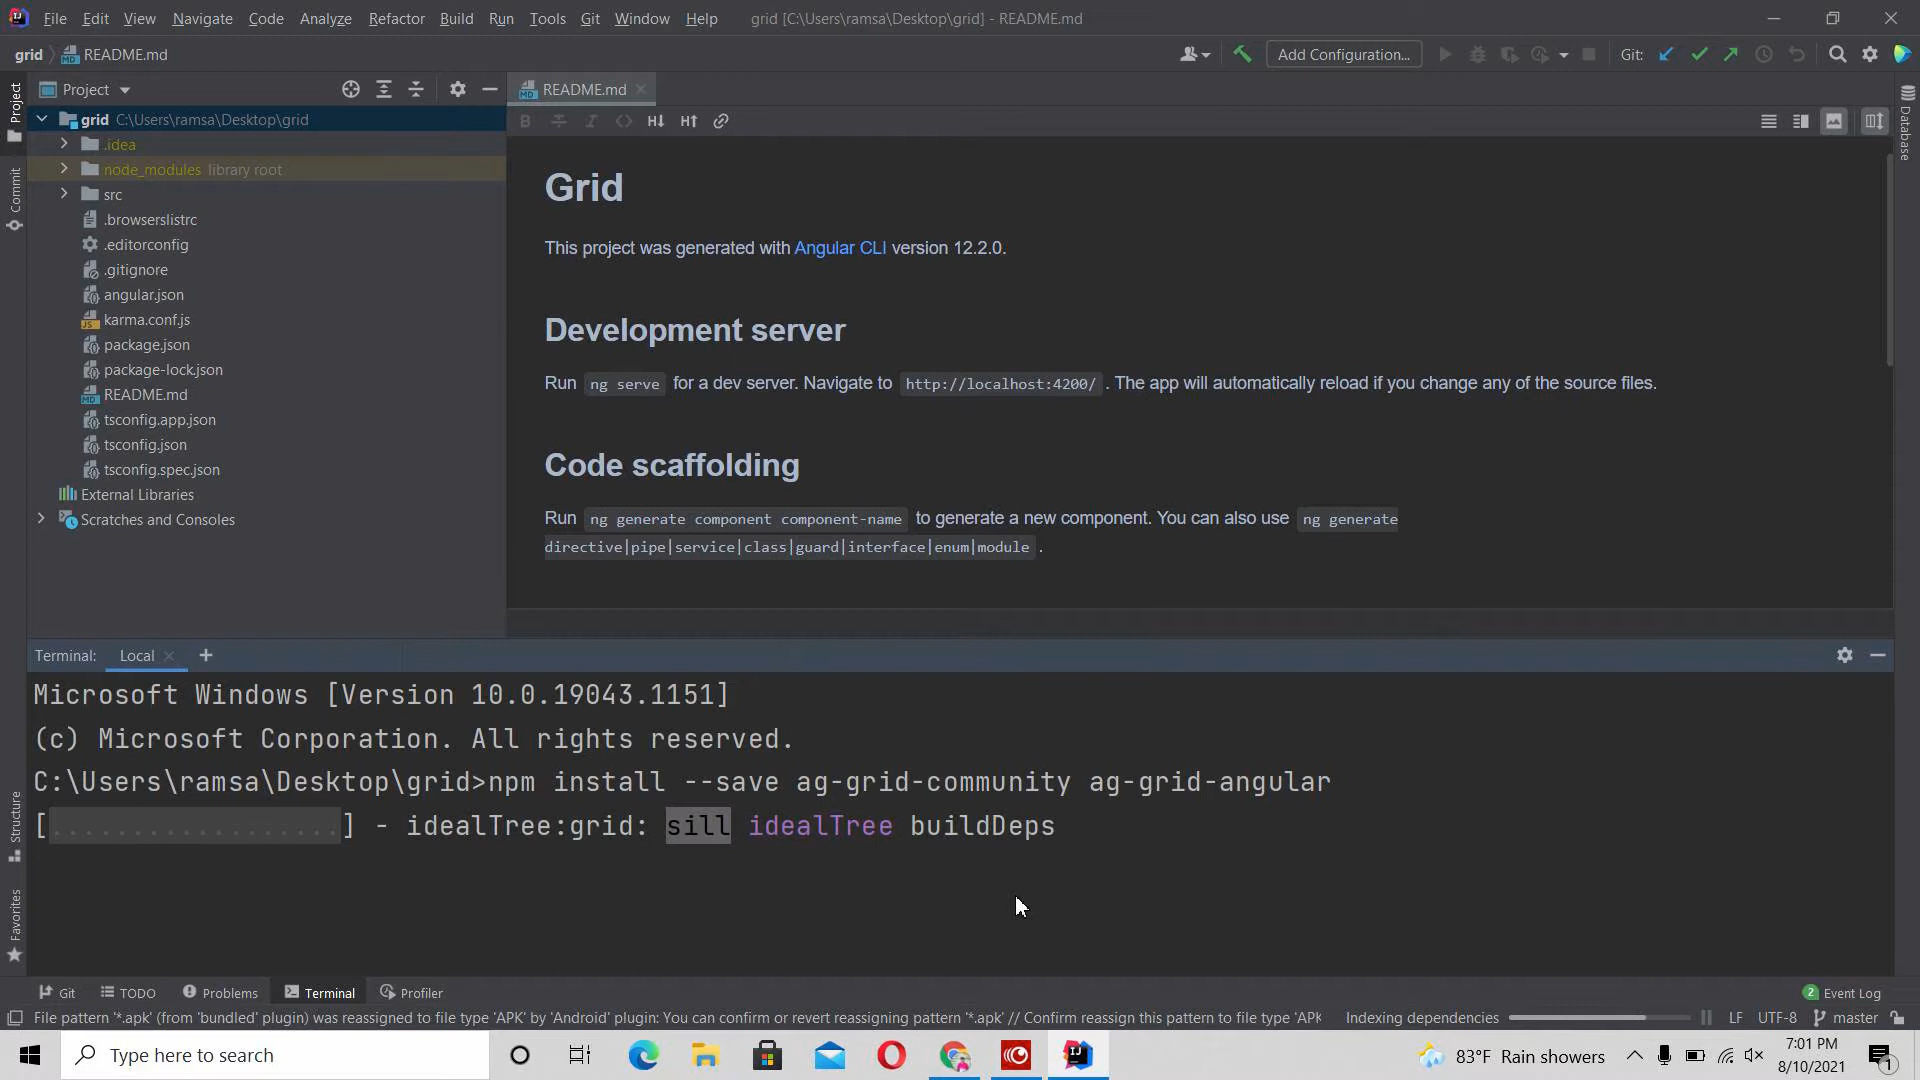 File Edit View Navigate Code Analyze Refactor Build Run Tools Git Window Help grid [C:\Users\ramsa\Desktop\grid] - README.md
grid README.md Add Configuration... Git:
Project
Project README.md
grid C:\Users\ramsa\Desktop\grid
.idea
node_modules library root
src
.browserslistrc
.editorconfig
.gitignore
angular.json
karma.conf.js
package.json
package-lock.json
README.md
tsconfig.app.json
tsconfig.json
tsconfig.spec.json
External Libraries
Scratches and Consoles
Commit
Database
Grid
This project was generated with Angular CLI version 12.2.0.
Development server
Run ng serve for a dev server. Navigate to http://localhost:4200/ . The app will automatically reload if you change any of the source files.
Code scaffolding
Run ng generate component component-name to generate a new component. You can also use ng generate
directive|pipe|service|class|guard|interface|enum|module .
Terminal: Local
Microsoft Windows [Version 10.0.19043.1151]
(c) Microsoft Corporation. All rights reserved.
C:\Users\ramsa\Desktop\grid>npm install --save ag-grid-community ag-grid-angular
[..................] - idealTree:grid: sill idealTree buildDeps
Structure
Favorites
Git TODO Problems Terminal Profiler 2 Event Log
File pattern '*.apk' (from 'bundled' plugin) was reassigned to file type 'APK' by 'Android' plugin: You can confirm or revert reassigning pattern '*.apk' // Confirm reassign this pattern to file type 'APK Indexing dependencies LF UTF-8 master
Type here to search 83°F Rain showers 7:01 PM
8/10/2021 1